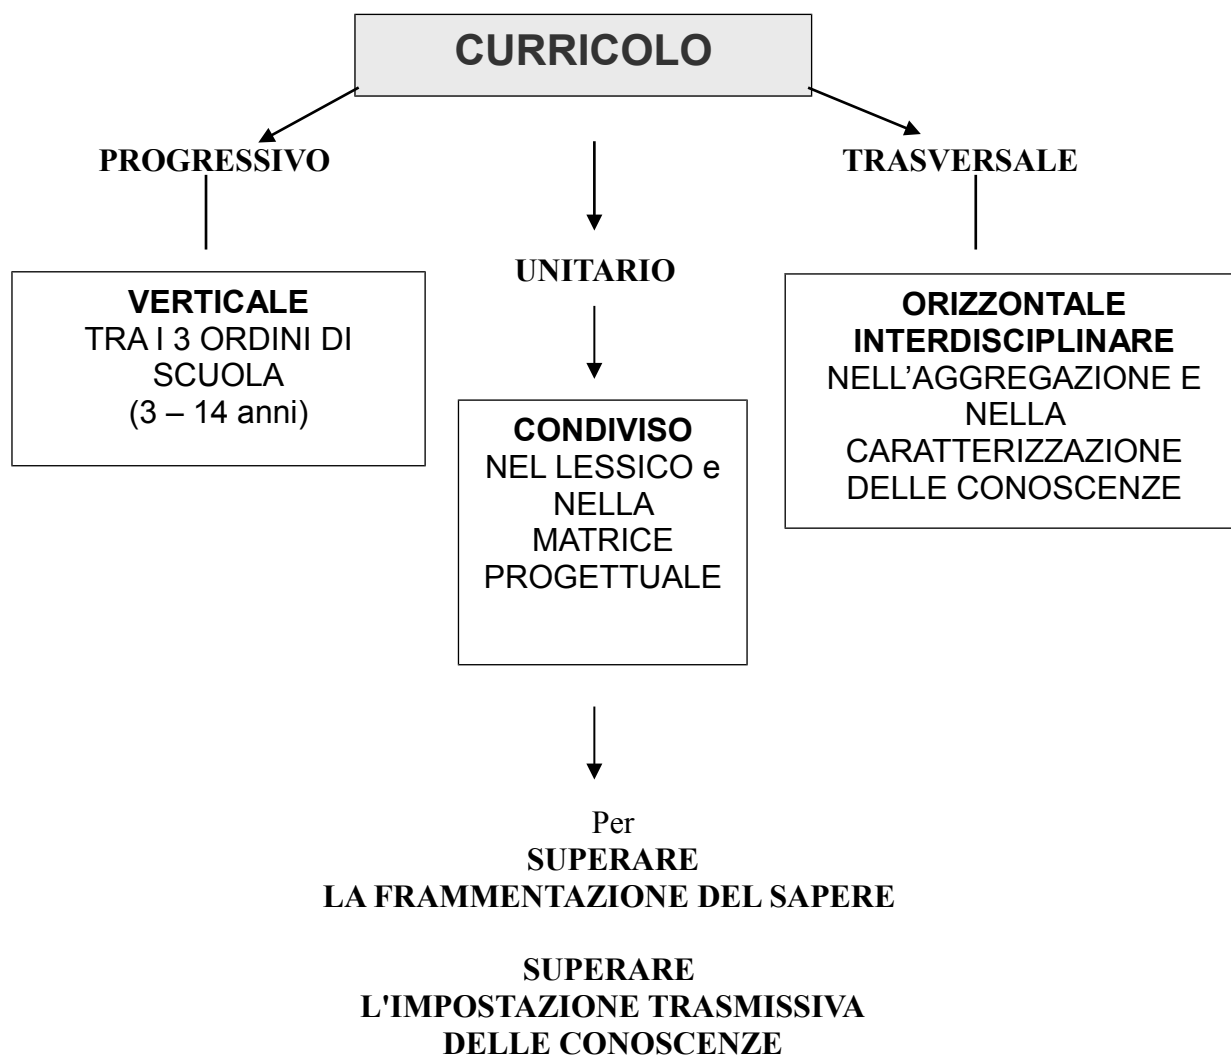 CURRICOLO
PROGRESSIVO
TRASVERSALE
UNITARIO
VERTICALE
TRA I 3 ORDINI DI
SCUOLA
(3 – 14 anni)
CONDIVISO
NEL LESSICO e
NELLA
MATRICE
PROGETTUALE
ORIZZONTALE
INTERDISCIPLINARE
NELL’AGGREGAZIONE E
NELLA
CARATTERIZZAZIONE
DELLE CONOSCENZE
Per
SUPERARE
LA FRAMMENTAZIONE DEL SAPERE
SUPERARE
L'IMPOSTAZIONE TRASMISSIVA
DELLE CONOSCENZE